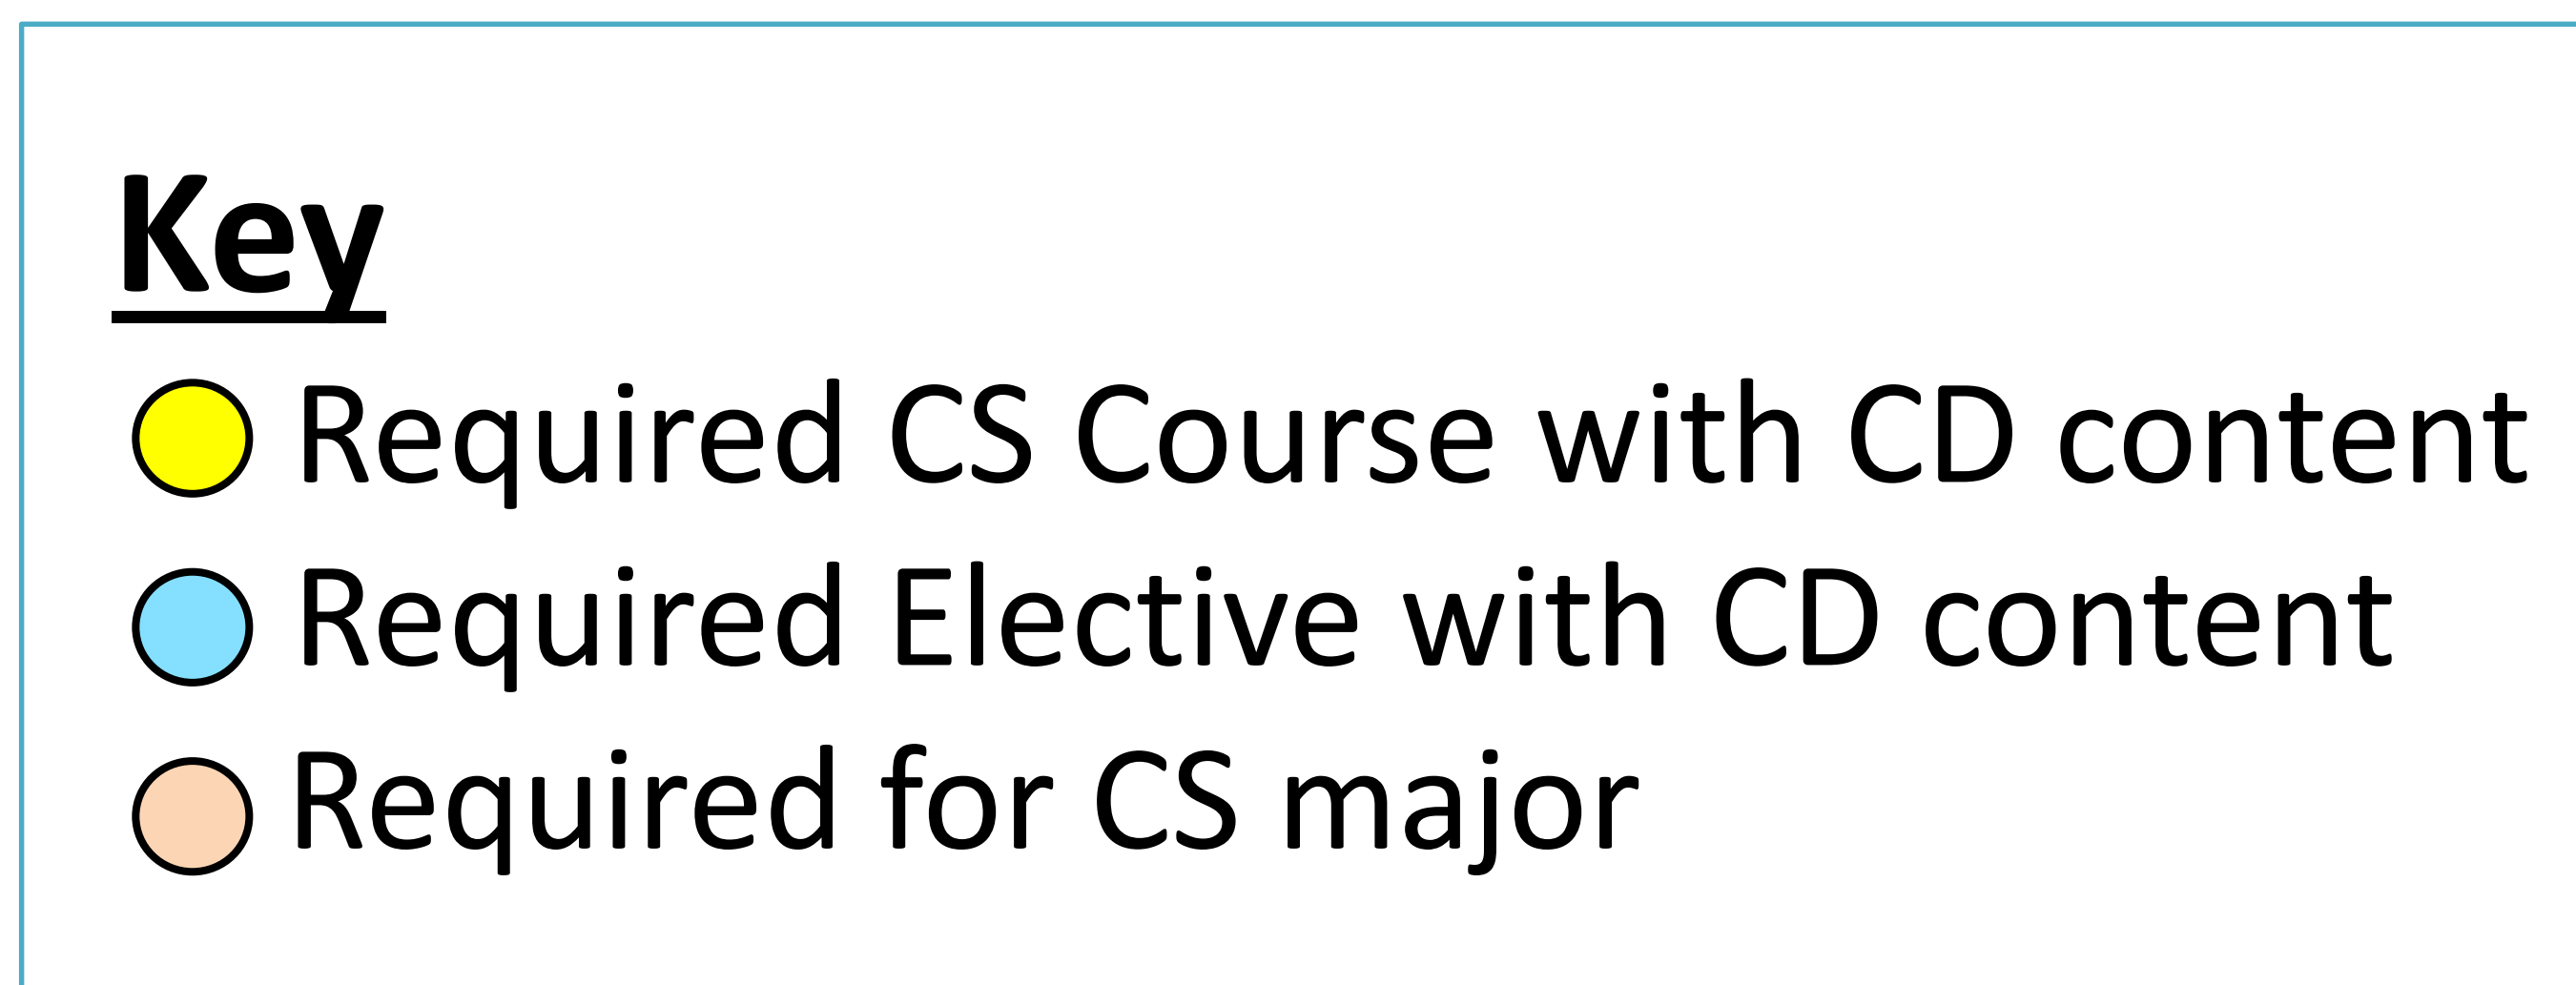 Key
Required CS Course with CD content
Required Elective with CD content
Required for CS major